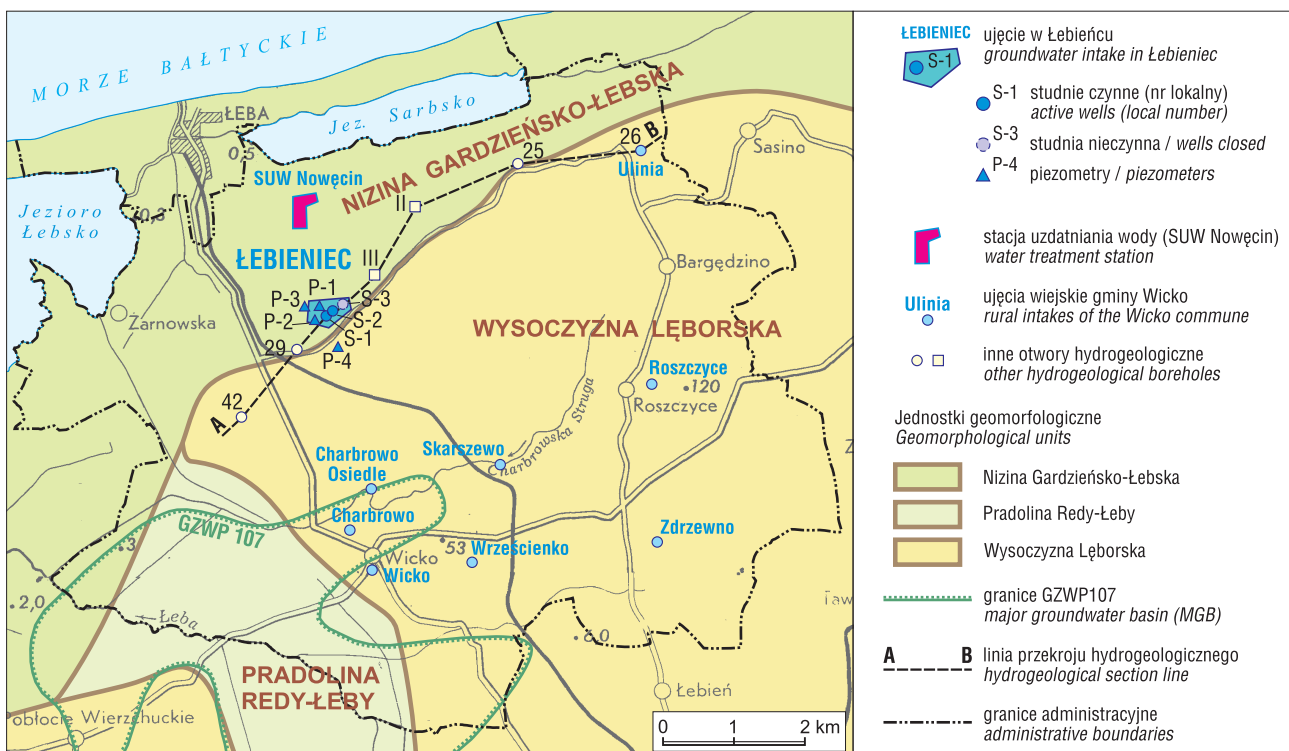 MORZE BAŁTYCKIE
ŁEBA
0,5
Jez. Sarbsko
NIZINA GARDZIEŃSKO-ŁEBSKA
26
B
Ulinia
Sasino
25
SUW Nowęcin
II
Jezioro
Łebsko
0,3
ŁEBIENIEC
III
Bargędzino
P-1
P-3
S-3
P-2
S-2
S-1
P-4
Żarnowska
29
WYSOCZYZNA LĘBORSKA
Roszczyce
120
Roszczyce
42
A
Charbrowska Struga
Skarszewo
Charbrowo
Osiedle
GZWP 107
Charbrowo
Zdrzewno
3
53
Wrześcienko
Wicko
Wicko
2,0
Łeba
Taw
6.0
PRADOLINA
REDY-ŁEBY
Łebień
obłocie Wierzchuckie
0 1 2 km
ŁEBIENIEC
S-1
ujęcie w Łebieńcu
groundwater intake in Łebieniec
S-1 studnie czynne (nr lokalny)
active wells (local number)
S-3 studnia nieczynna / wells closed
P-4 piezometry / piezometers
stacja uzdatniania wody (SUW Nowęcin)
water treatment station
Ulinia ujęcia wiejskie gminy Wicko
rural intakes of the Wicko commune
inne otwory hydrogeologiczne
other hydrogeological boreholes
Jednostki geomorfologiczne
Geomorphological units
Nizina Gardzieńsko-Łebska
Pradolina Redy-Łeby
Wysoczyzna Lęborska
granice GZWP107
major groundwater basin (MGB)
A B linia przekroju hydrogeologicznego
hydrogeological section line
granice administracyjne
administrative boundaries